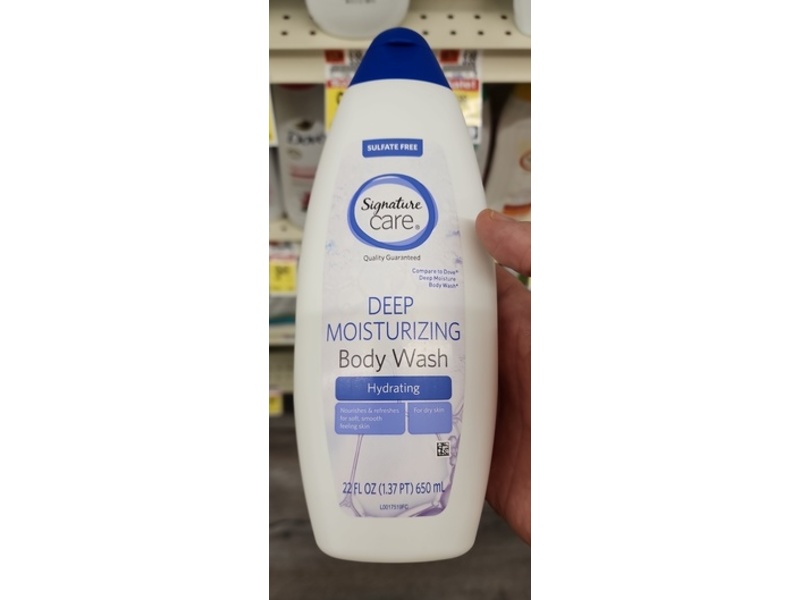 SULFATE FREE
Signature
care®
Quality Guaranteed
Compare to Dove*
Deep Moisture
Body Wash*
DEEP
MOISTURIZING
Body Wash
Hydrating
Nourishes & refreshes
for soft, smooth
feeling skin
For dry skin
22 FL OZ (1.37 PT) 650 mL
Dove